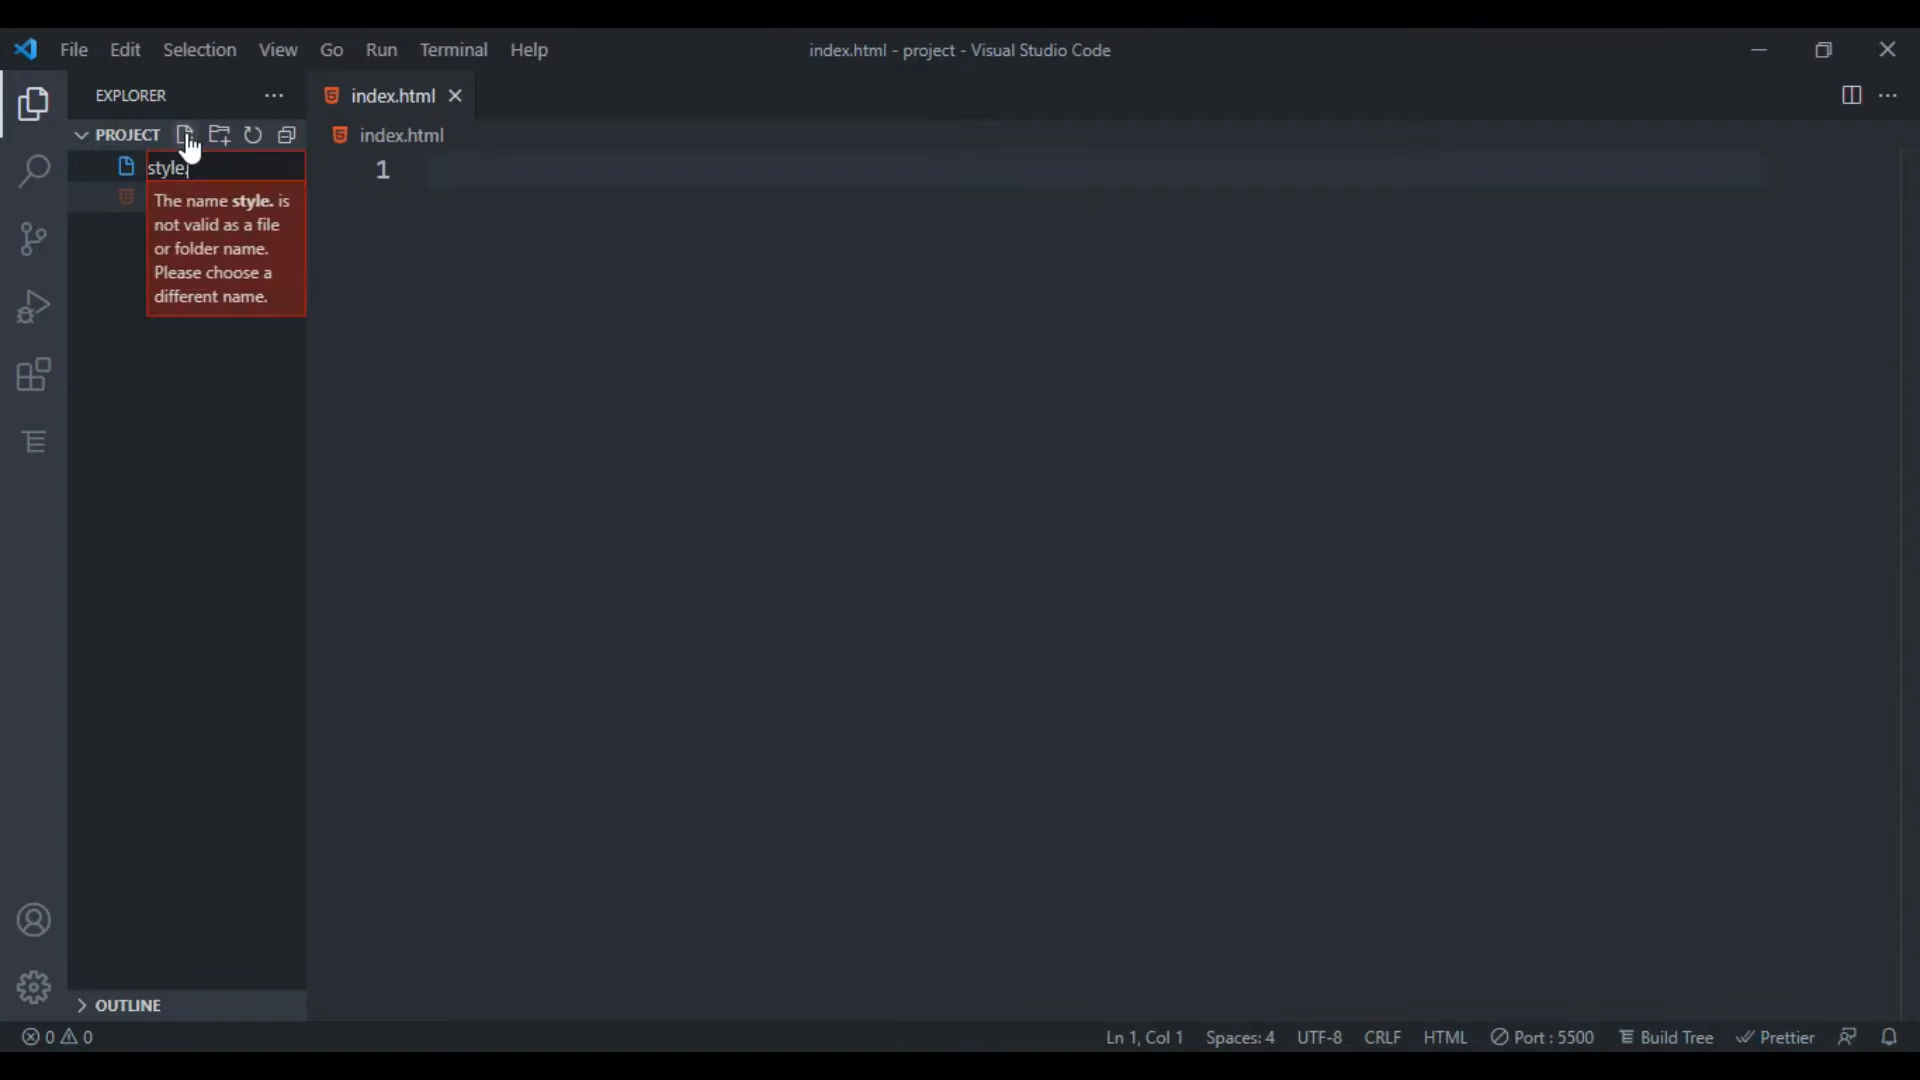 File Edit Selection View Go Run Terminal Help
index.html - project - Visual Studio Code
EXPLORER
index.html
PROJECT
index.html
style.
1
The name style. is
not valid as a file
or folder name.
Please choose a
different name.
OUTLINE
0 0
Ln 1, Col 1 Spaces: 4 UTF-8 CRLF HTML Port : 5500 Build Tree Prettier